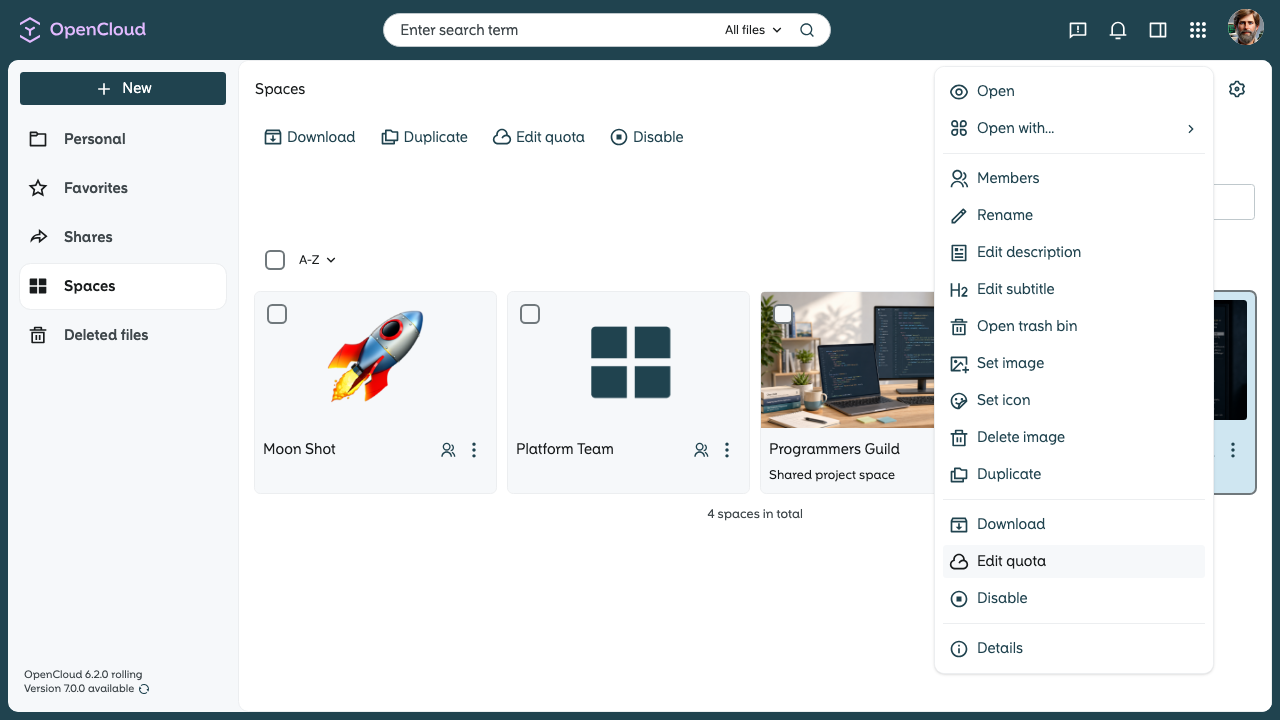 OpenCloud
Enter search term
All files
New
Personal
Favorites
Shares
Spaces
Deleted files
OpenCloud 6.2.0 rolling
Version 7.0.0 available
Spaces
Download
Duplicate
Edit quota
Disable
A-Z
Moon Shot
Platform Team
Programmers Guild
Shared project space
4 spaces in total
Open
Open with...
Members
Rename
Edit description
H2 Edit subtitle
Open trash bin
Set image
Set icon
Delete image
Duplicate
Download
Edit quota
Disable
Details